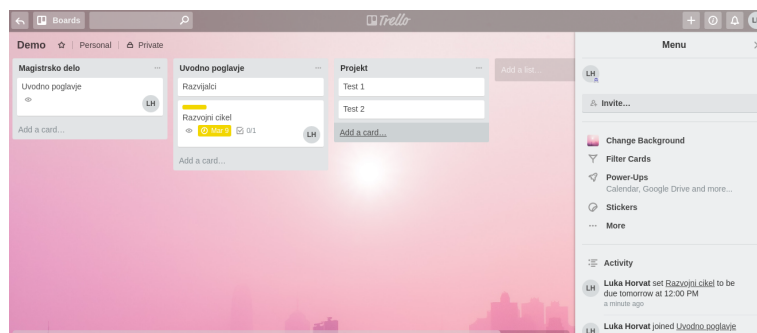 Boards
Trello
Demo Personal Private
Menu
Magistrsko delo ...
Uvodno poglavje
LH
Add a card...
Uvodno poglavje ...
Razvijalci
Razvojni cikel
Mar 9 0/1
LH
Add a card...
Projekt ...
Test 1
Test 2
Add a card...
Add a list...
LH
Invite...
Change Background
Filter Cards
Power-Ups
Calendar, Google Drive and more...
Stickers
More
Activity
LH
Luka Horvat set Razvojni cikel to be
due tomorrow at 12:00 PM
a minute ago
LH
Luka Horvat joined Uvodno poglavje